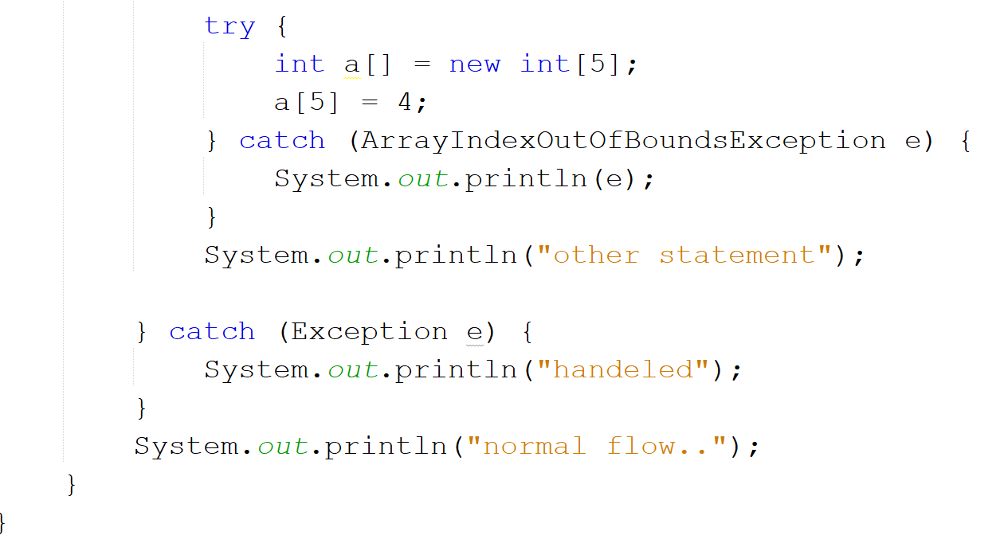 try {
int a[] = new int[5];
a[5] = 4;
} catch (ArrayIndexOutOfBoundsException e) {
System.out.println(e);
}
System.out.println("other statement");
} catch (Exception e) {
System.out.println("handeled");
}
System.out.println("normal flow..");
}
}